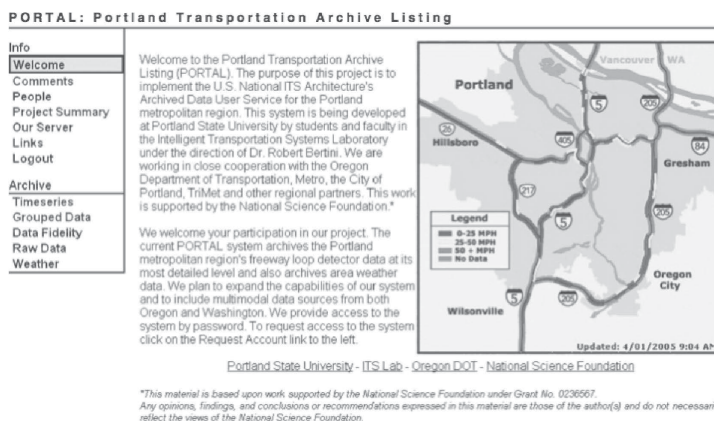 PORTAL: Portland Transportation Archive Listing
Info
Welcome
Comments
People
Project Summary
Our Server
Links
Logout
Archive
Timeseries
Grouped Data
Data Fidelity
Raw Data
Weather
Welcome to the Portland Transportation Archive
Listing (PORTAL). The purpose of this project is to
implement the U.S. National ITS Architecture's
Archived Data User Service for the Portland
metropolitan region. This system is being developed
at Portland State University by students and faculty in
the Intelligent Transportation Systems Laboratory
under the direction of Dr. Robert Bertini. We are
working in close cooperation with the Oregon
Department of Transportation, Metro, the City of
Portland, TriMet and other regional partners. This work
is supported by the National Science Foundation.*
We welcome your participation in our project. The
current PORTAL system archives the Portland
metropolitan region's freeway loop detector data at its
most detailed level and also archives area weather
data. We plan to expand the capabilities of our system
and to include multimodal data sources from both
Oregon and Washington. We provide access to the
system by password. To request access to the system
click on the Request Account link to the left.
Vancouver WA
Portland
5
205
26
Hillsboro
405
84
Gresham
217
205
5
Legend
0-25 MPH
25-50 MPH
50 + MPH
No Data
Oregon
City
5
205
Wilsonville
Updated: 4/01/2005 9:04 AM
Portland State University - ITS Lab - Oregon DOT - National Science Foundation
*This material is based upon work supported by the National Science Foundation under Grant No. 0236567.
Any opinions, findings, and conclusions or recommendations expressed in this material are those of the author(s) and do not necessari
reflect the views of the National Science Foundation.